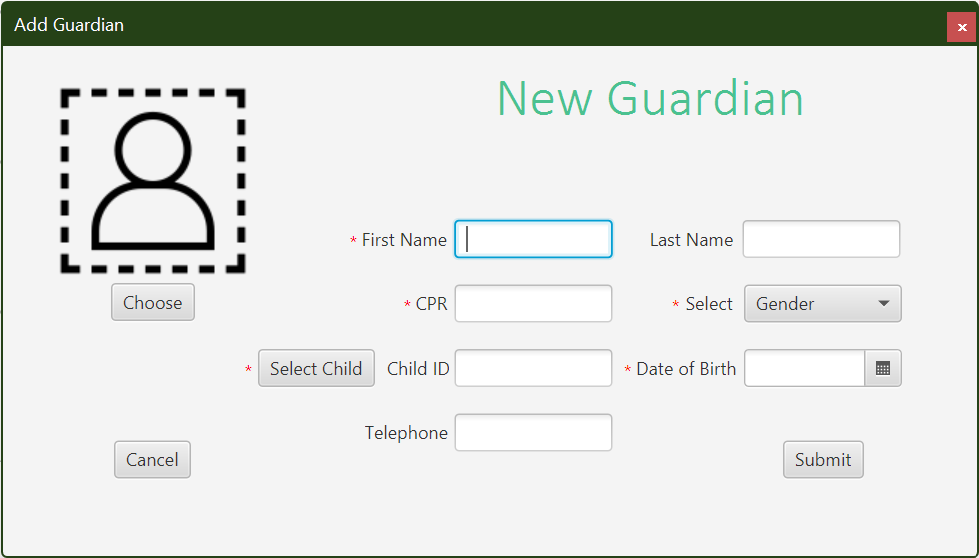 Add Guardian
New Guardian
* First Name
Last Name
Choose
* CPR
* Select
Gender
* Select Child
Child ID
* Date of Birth
Telephone
Cancel
Submit